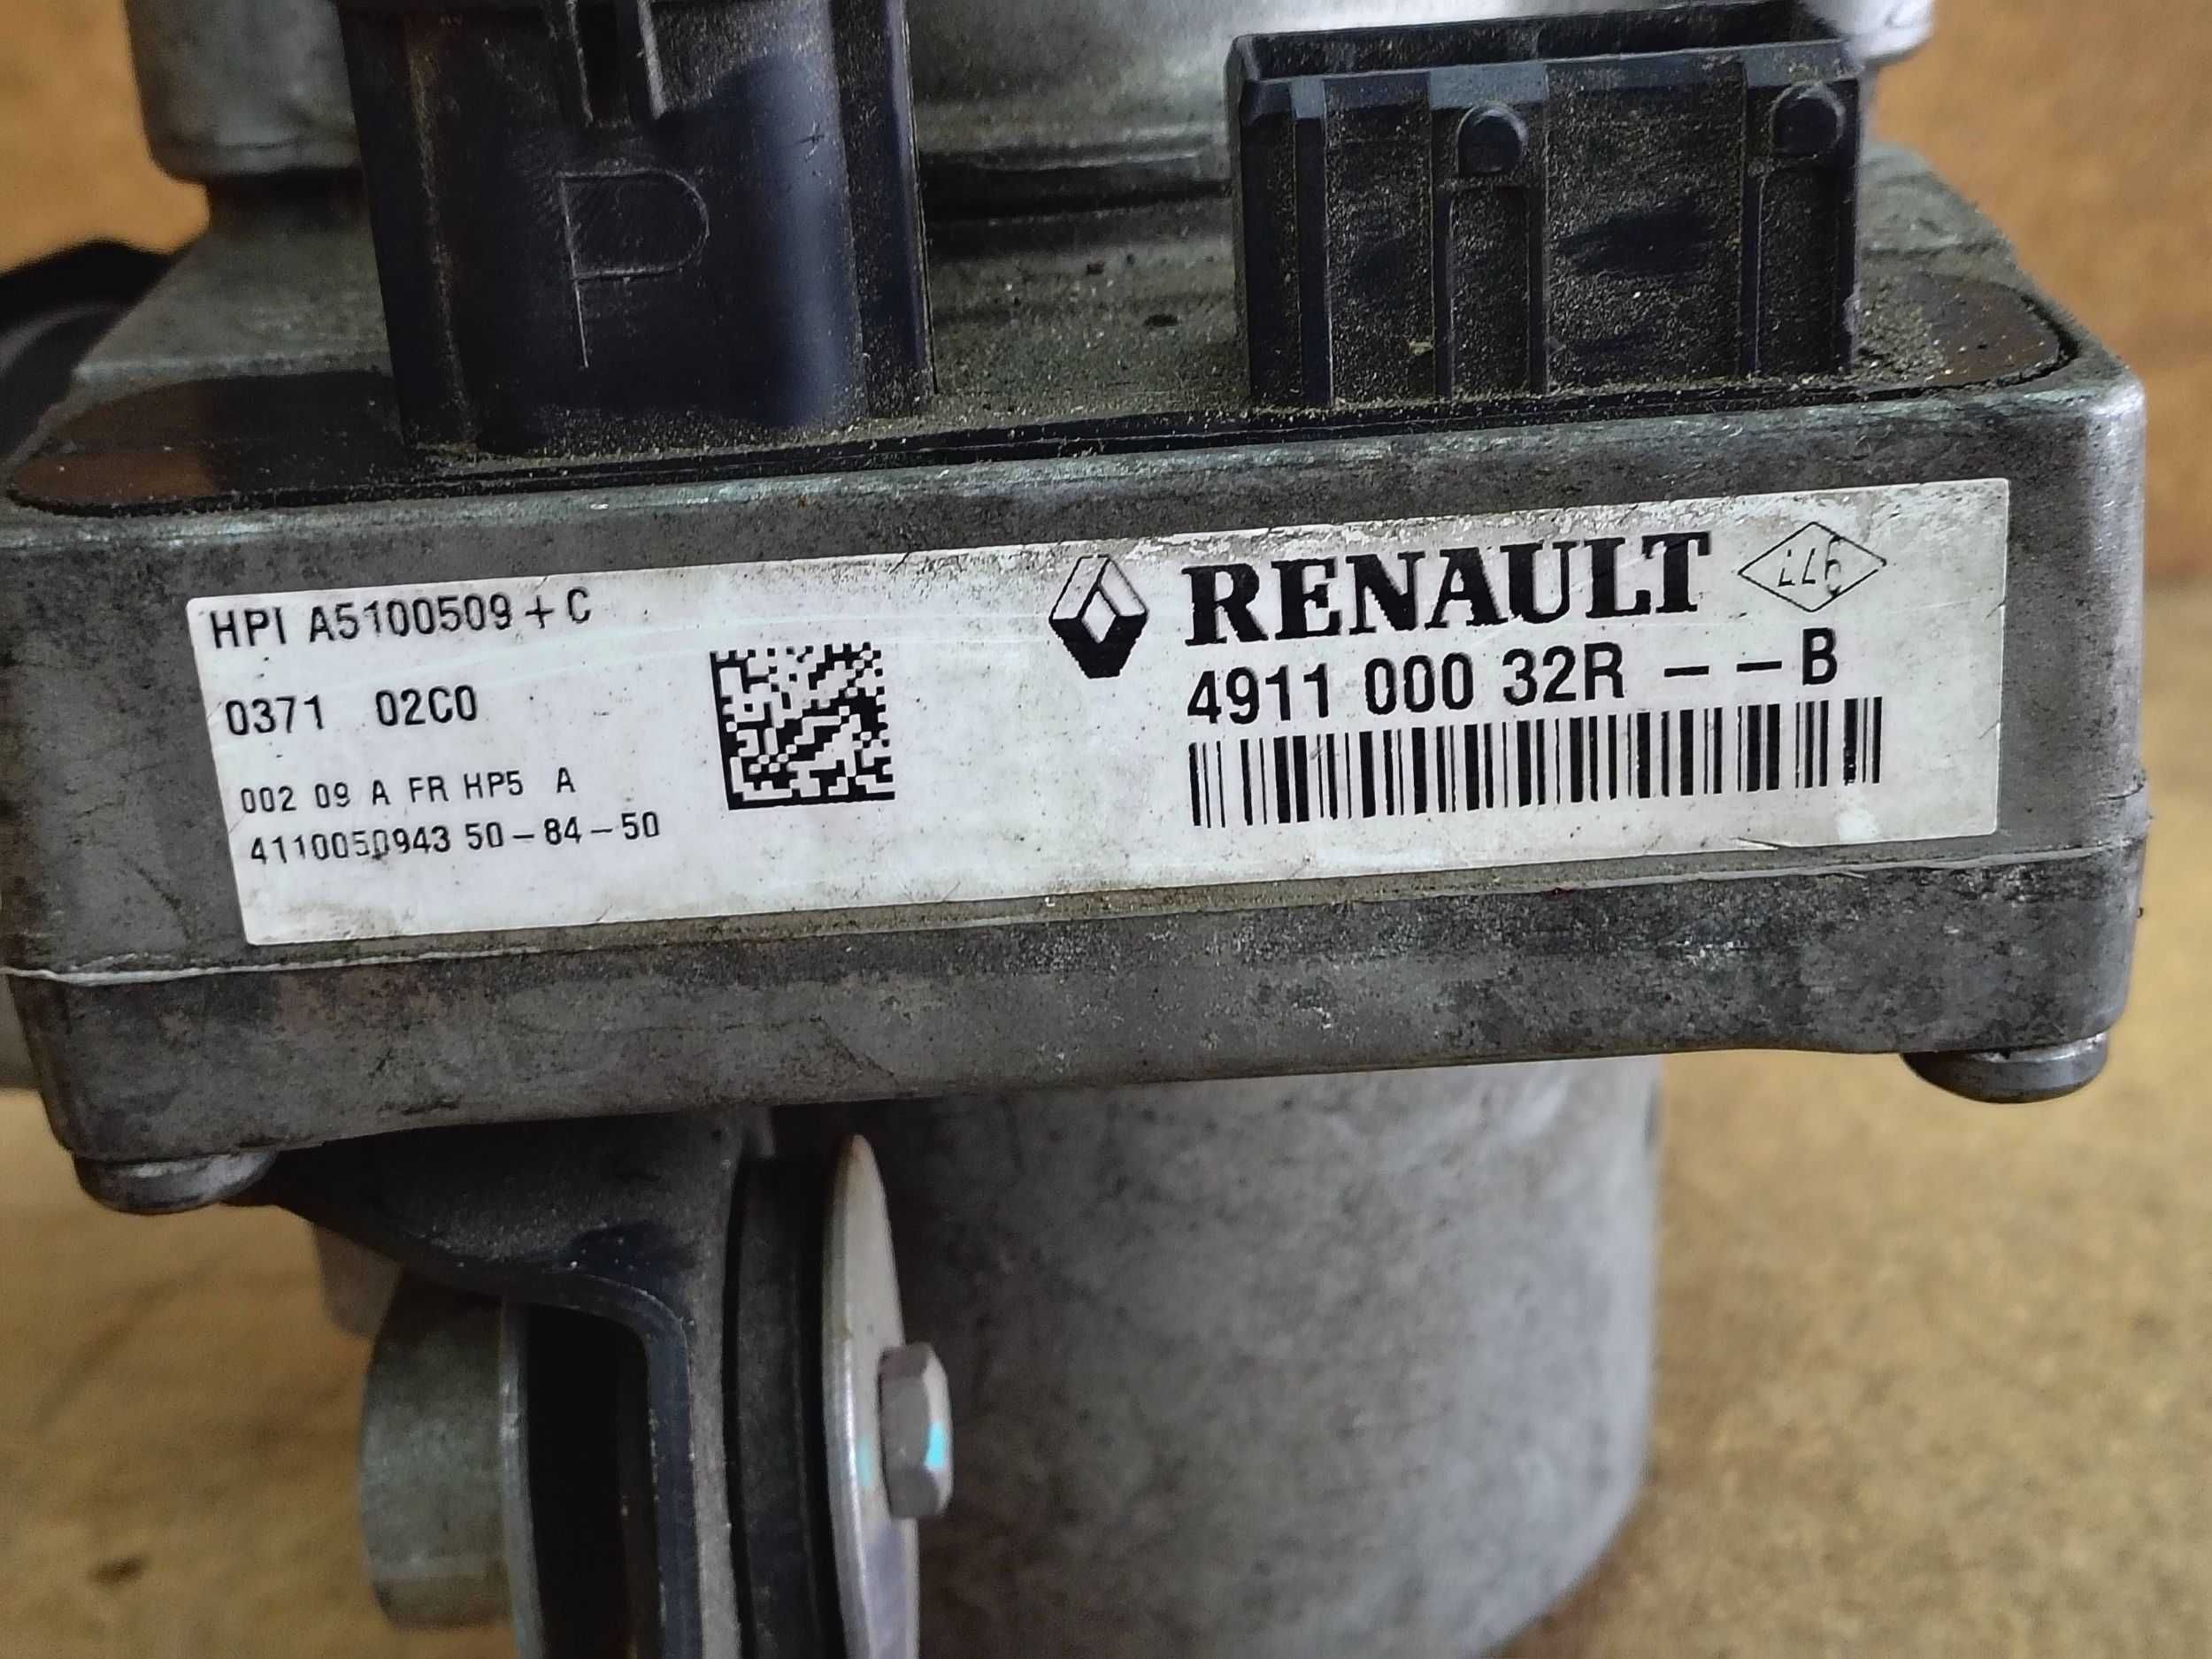 P
HPI A5100509+C
0371 02C0
002 09 A FR HP5 A
4110050943 50-84-50
RENAULT
4911 000 32R --B